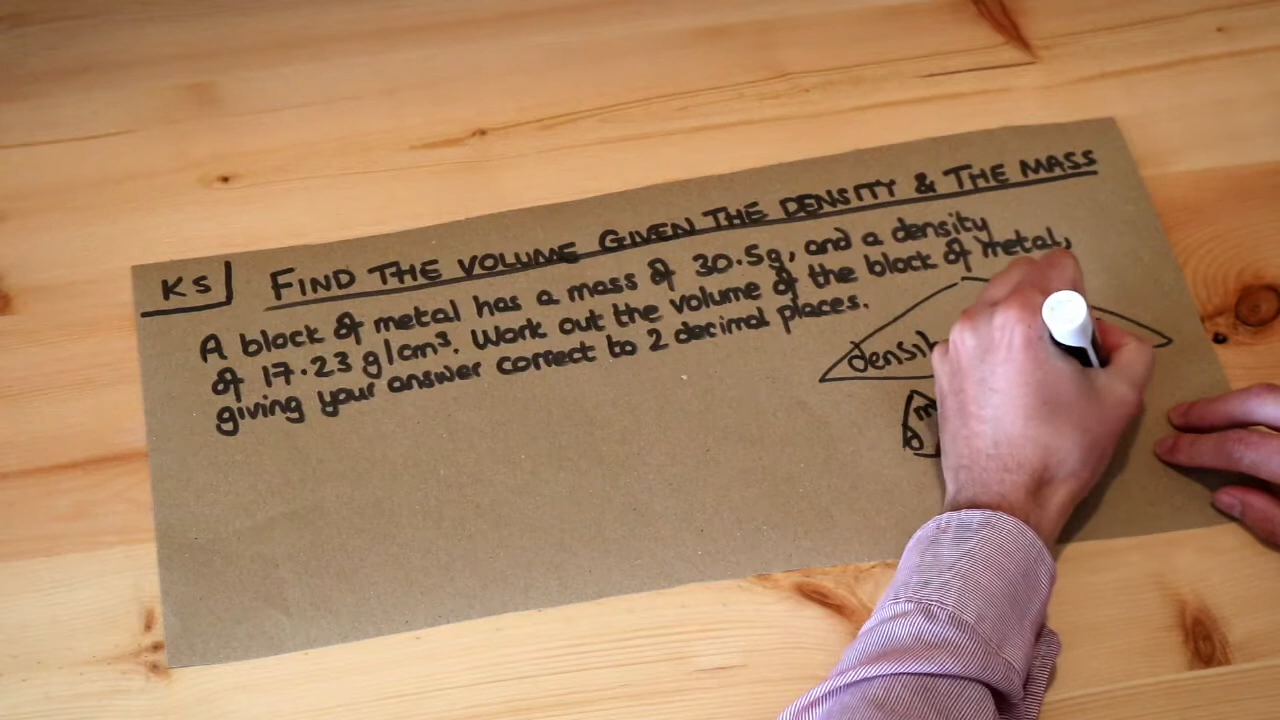 KS FIND THE VOLUME GIVEN THE DENSITY & THE MASS
A block of metal has a mass of 30.5g, and a density
of 17.23 g/cm³. Work out the volume of the block of metal,
giving your answer correct to 2 decimal places.
m
D